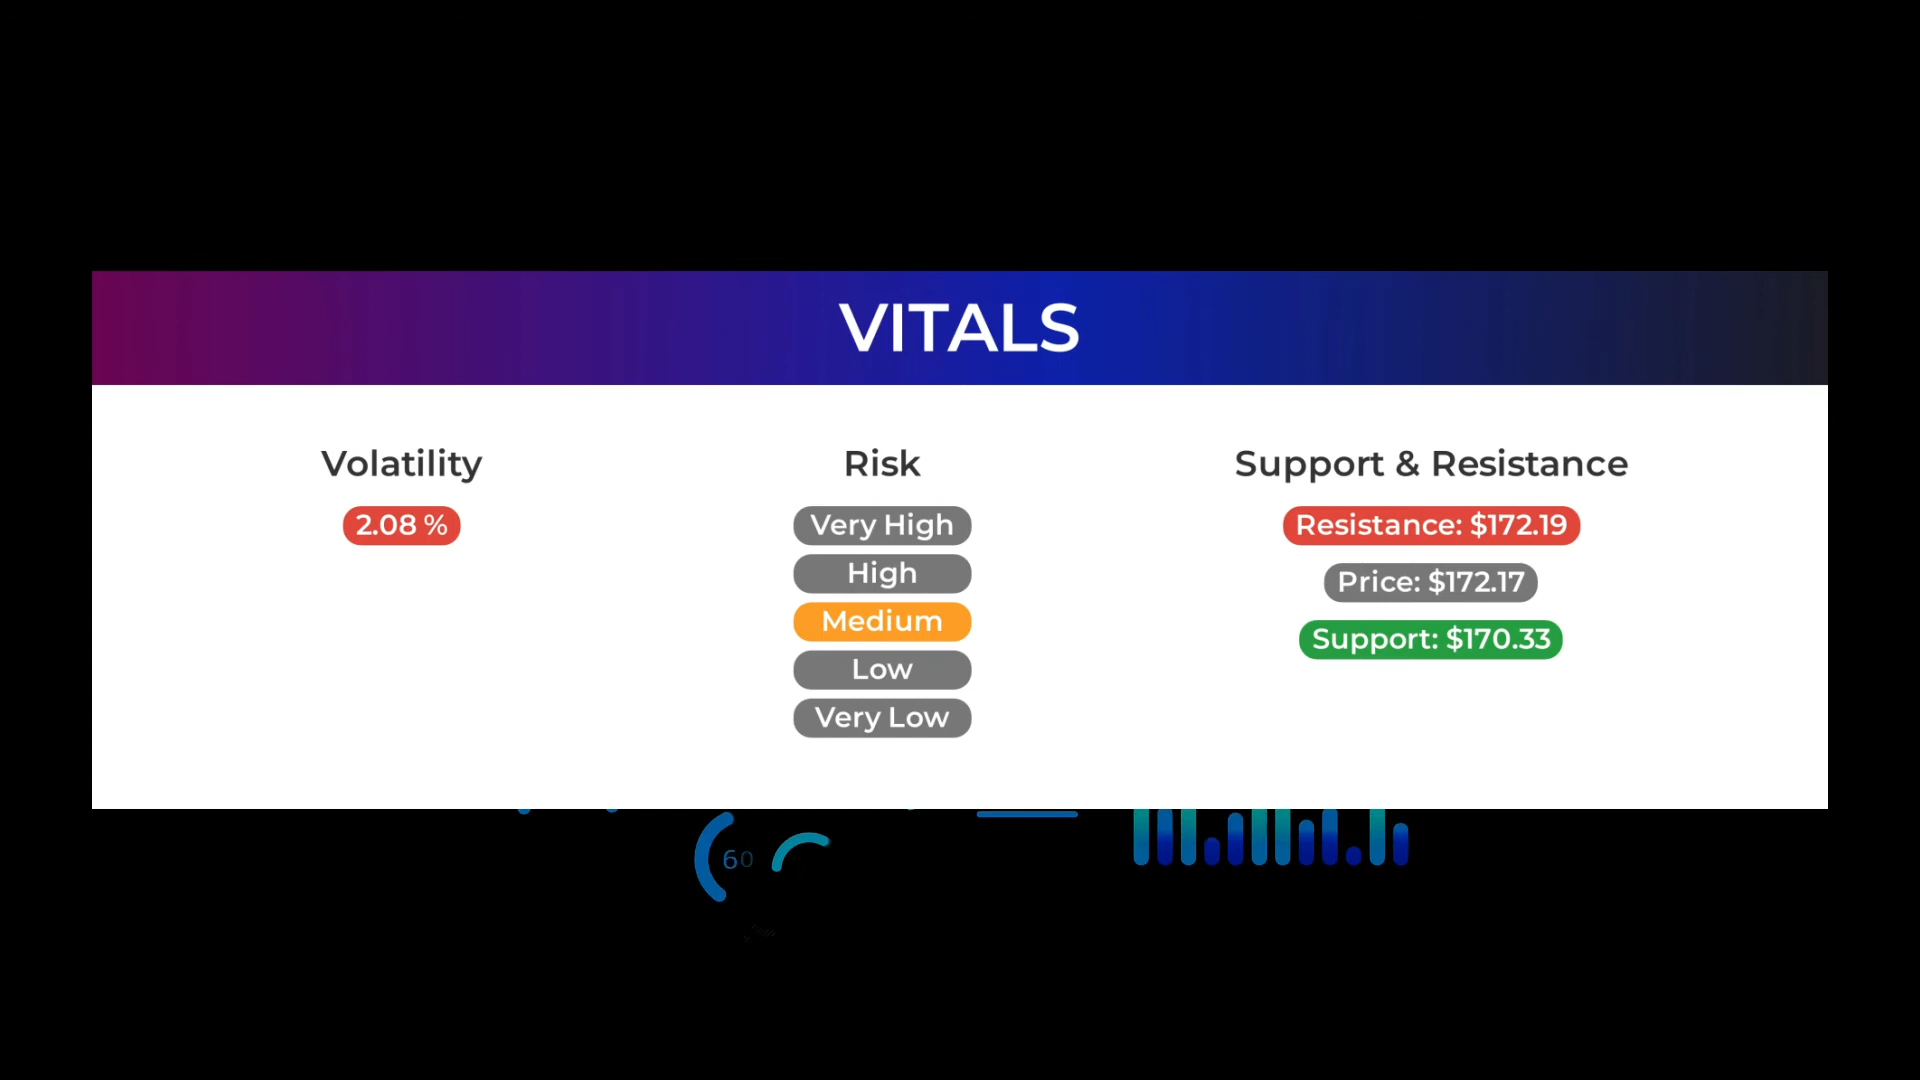 VITALS
Volatility
2.08 %
Risk
Very High
High
Medium
Low
Very Low
Support & Resistance
Resistance: $172.19
Price: $172.17
Support: $170.33
60